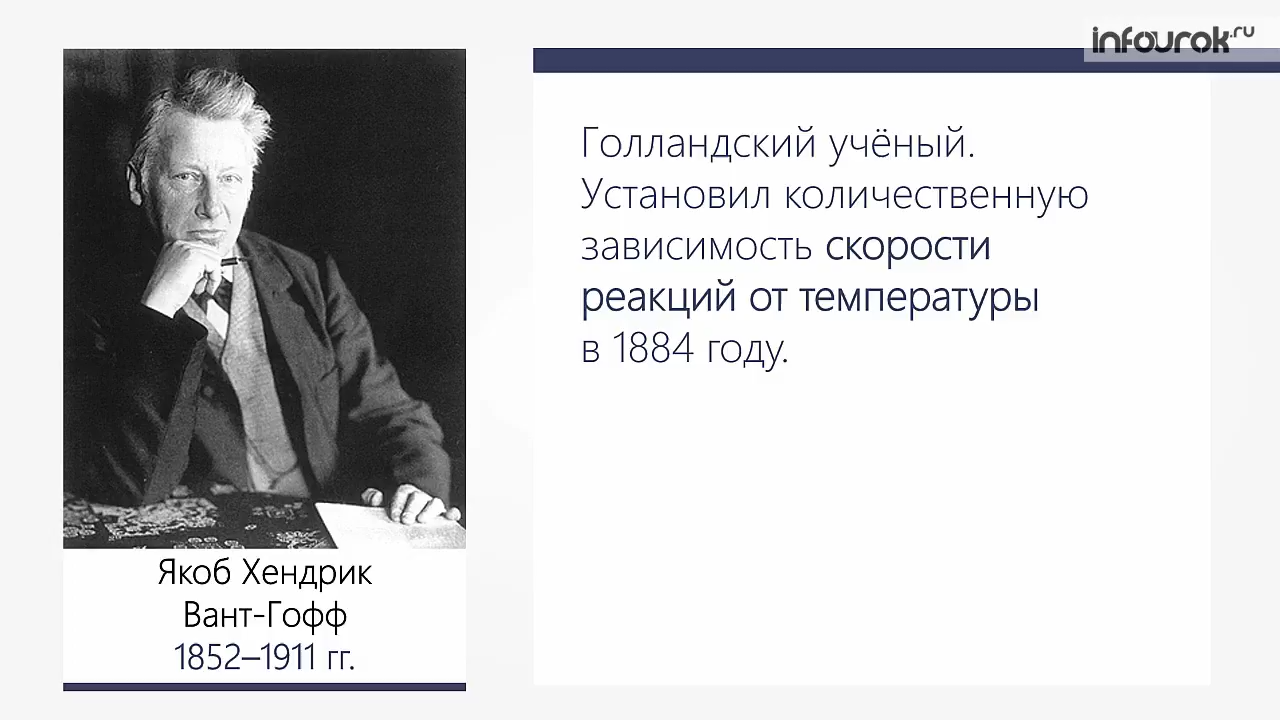 infourok.ru
Голландский учёный.
Установил количественную
зависимость скорости
реакций от температуры
в 1884 году.
Якоб Хендрик
Вант-Гофф
1852–1911 гг.